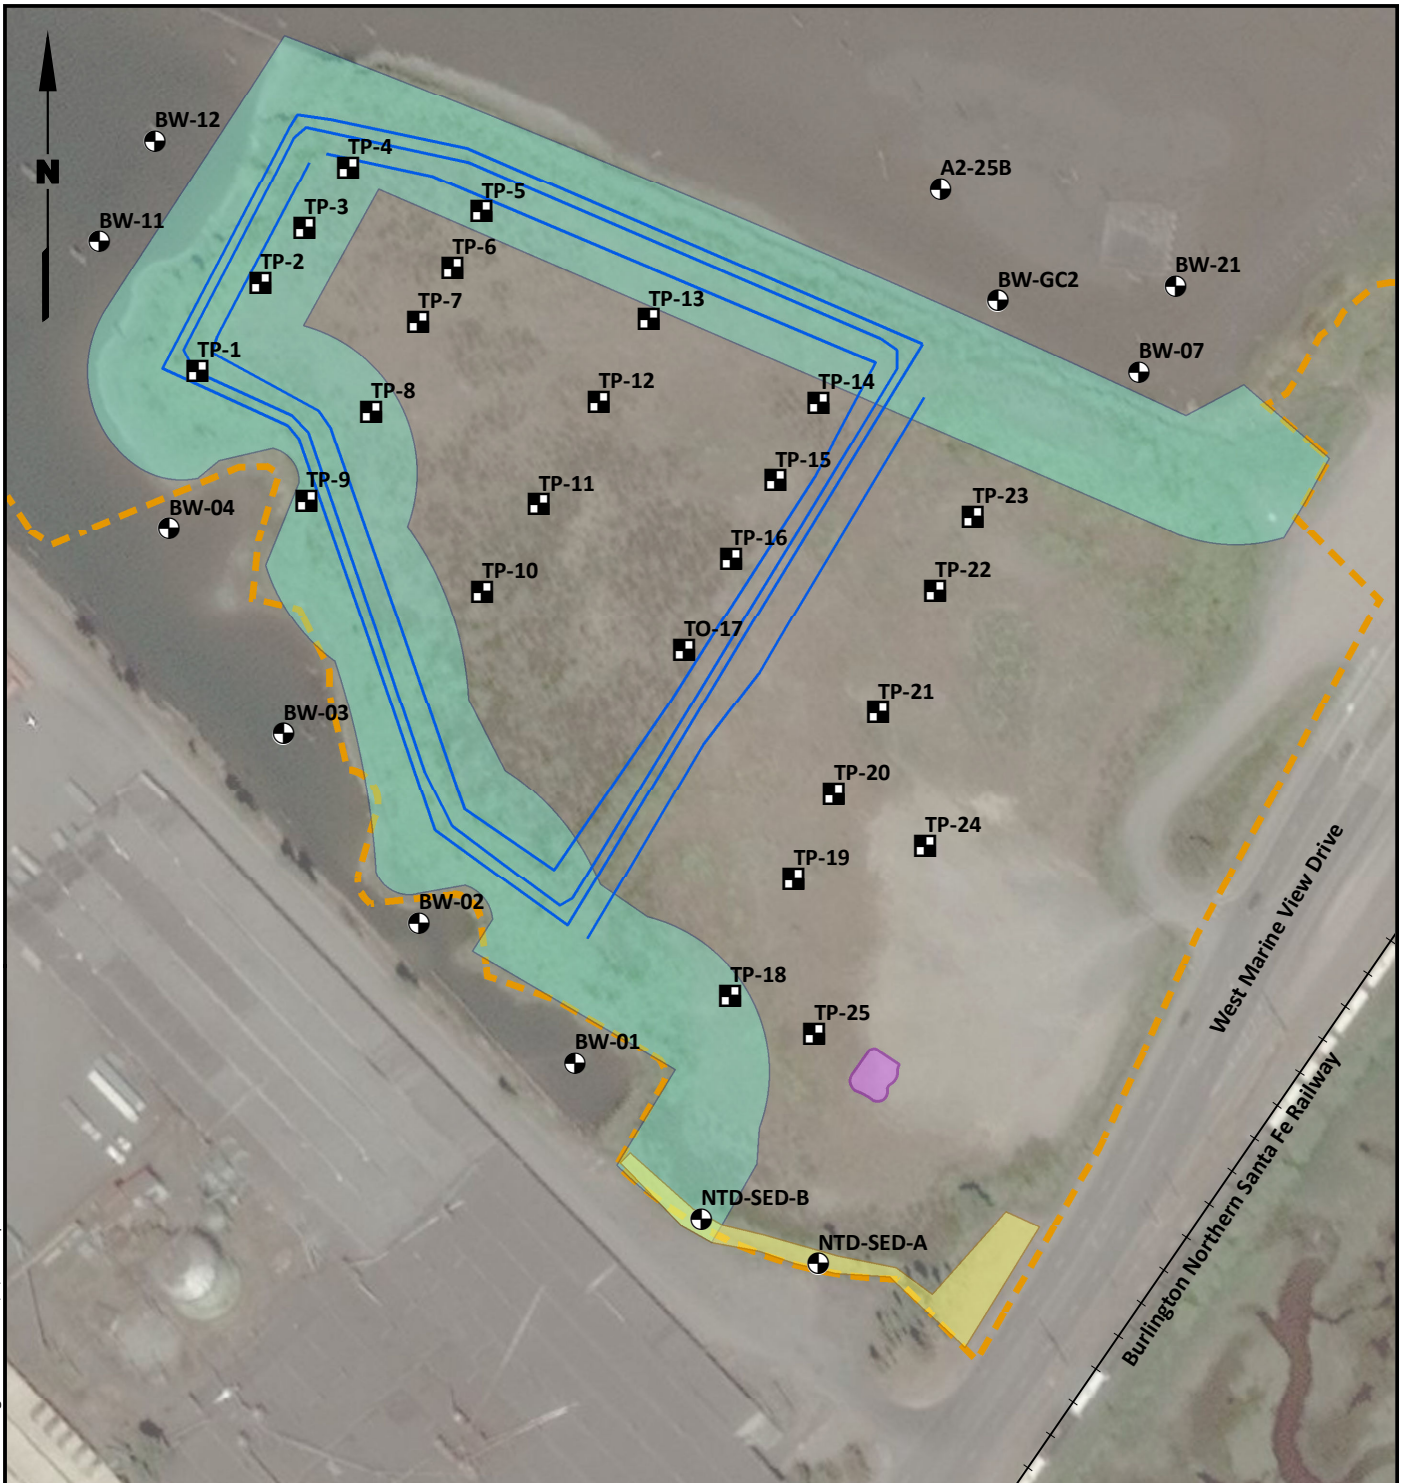 BW-12
TP-4
N
A2-25B
TP-5
TP-3
BW-11
TP-6
BW-21
TP-2
BW-GC2
TP-7
TP-13
TP-1
BW-07
TP-12
TP-14
TP-8
TP-15
TP-9
TP-11
TP-23
BW-04
TP-16
TP-10
TP-22
TO-17
TP-21
BW-03
TP-20
TP-24
TP-19
BW-02
West Marine View Drive
TP-18
TP-25
BW-01
Burlington Northern Santa Fe Railway
NTD-SED-B
NTD-SED-A